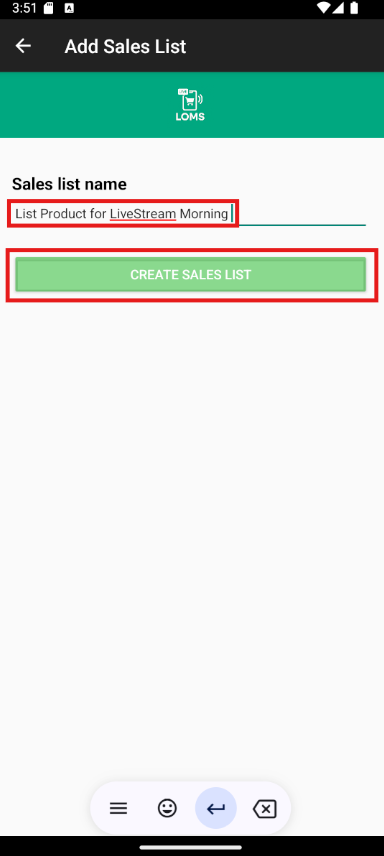 3:51
Add Sales List
LOMS
Sales list name
List Product for LiveStream Morning
CREATE SALES LIST